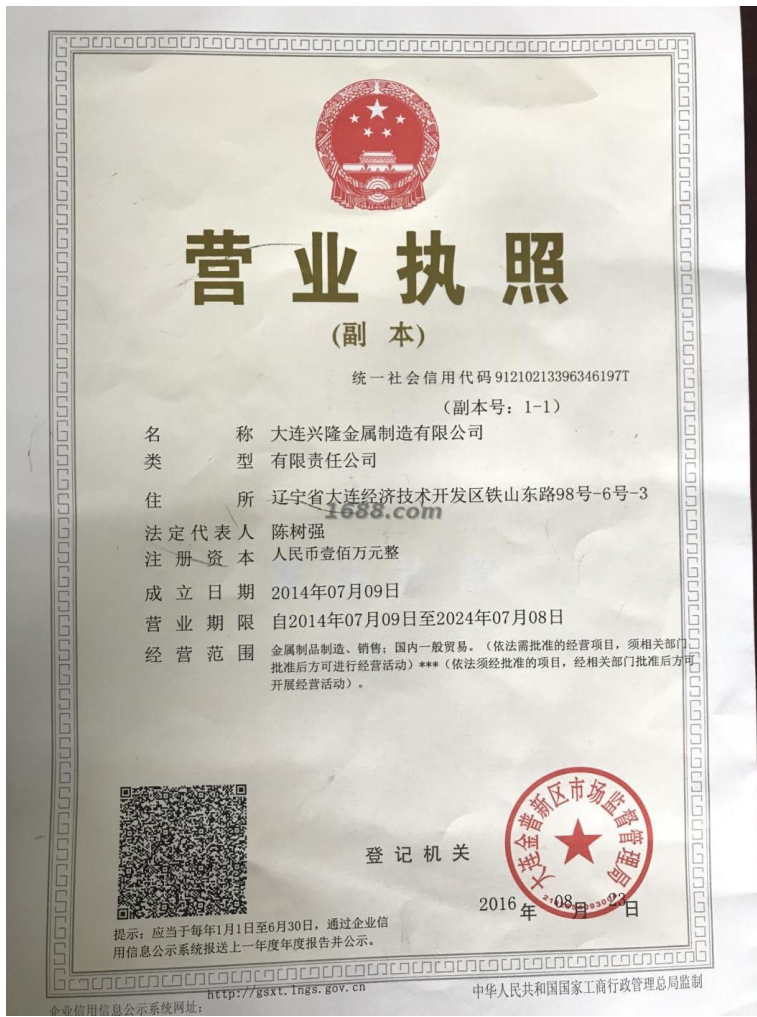 营业执照
(副 本)
统一社会信用代码 91210213396346197T
（副本号：1-1）
名 称 大连兴隆金属制造有限公司
类 型 有限责任公司
住 所 辽宁省大连经济技术开发区铁山东路98号-6号-3
1688.com
法定代表人 陈树强
注 册 资 本 人民币壹佰万元整
成 立 日 期 2014年07月09日
营 业 期 限 自2014年07月09日至2024年07月08日
经 营 范 围 金属制品制造、销售；国内一般贸易。（依法需批准的经营项目，须相关部门
批准后方可进行经营活动）***（依法须经批准的项目，经相关部门批准后方可
开展经营活动）。
大连金普新区市场监督管理局
登 记 机 关
2016 年 08 月 23 日
提示：应当于每年1月1日至6月30日，通过企业信
用信息公示系统报送上一年度年度报告并公示。
企业信用信息公示系统网址：
http://gsxt.lngs.gov.cn
中华人民共和国国家工商行政管理总局监制